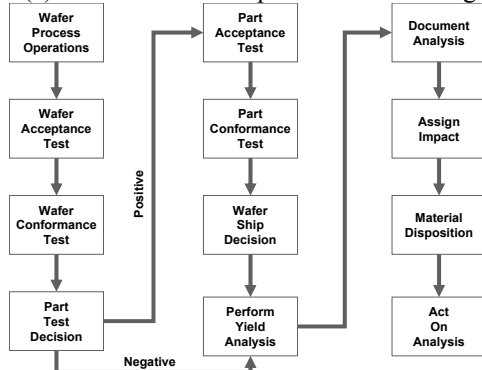 Wafer
Process
Operations
Wafer
Acceptance
Test
Wafer
Conformance
Test
Part
Test
Decision
Positive
Negative
Part
Acceptance
Test
Part
Conformance
Test
Wafer
Ship
Decision
Perform
Yield
Analysis
Document
Analysis
Assign
Impact
Material
Disposition
Act
On
Analysis